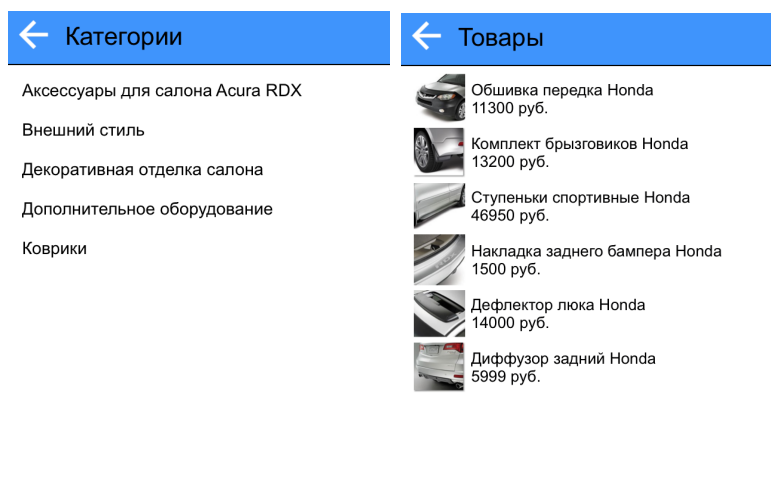 Категории
Аксессуары для салона Acura RDX
Внешний стиль
Декоративная отделка салона
Дополнительное оборудование
Коврики
Товары
Обшивка передка Honda
11300 руб.
Комплект брызговиков Honda
13200 руб.
Ступеньки спортивные Honda
46950 руб.
Накладка заднего бампера Honda
1500 руб.
Дефлектор люка Honda
14000 руб.
Диффузор задний Honda
5999 руб.